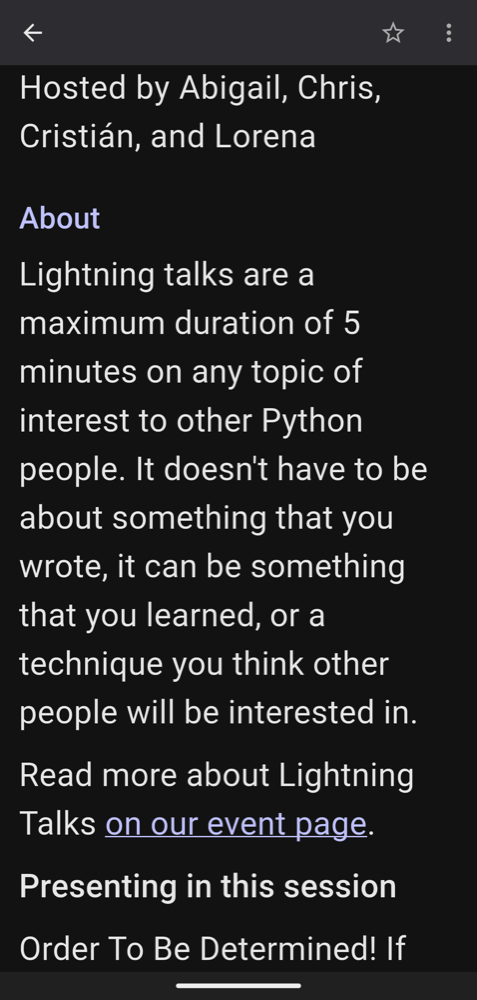 Hosted by Abigail, Chris,
Cristián, and Lorena
About
Lightning talks are a
maximum duration of 5
minutes on any topic of
interest to other Python
people. It doesn't have to be
about something that you
wrote, it can be something
that you learned, or a
technique you think other
people will be interested in.
Read more about Lightning
Talks on our event page.
Presenting in this session
Order To Be Determined! If